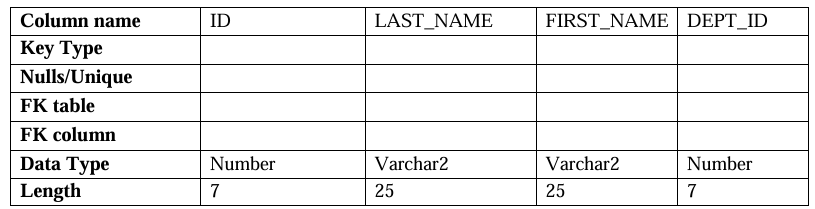 Column name ID LAST_NAME FIRST_NAME DEPT_ID
Key Type
Nulls/Unique
FK table
FK column
Data Type Number Varchar2 Varchar2 Number
Length 7 25 25 7